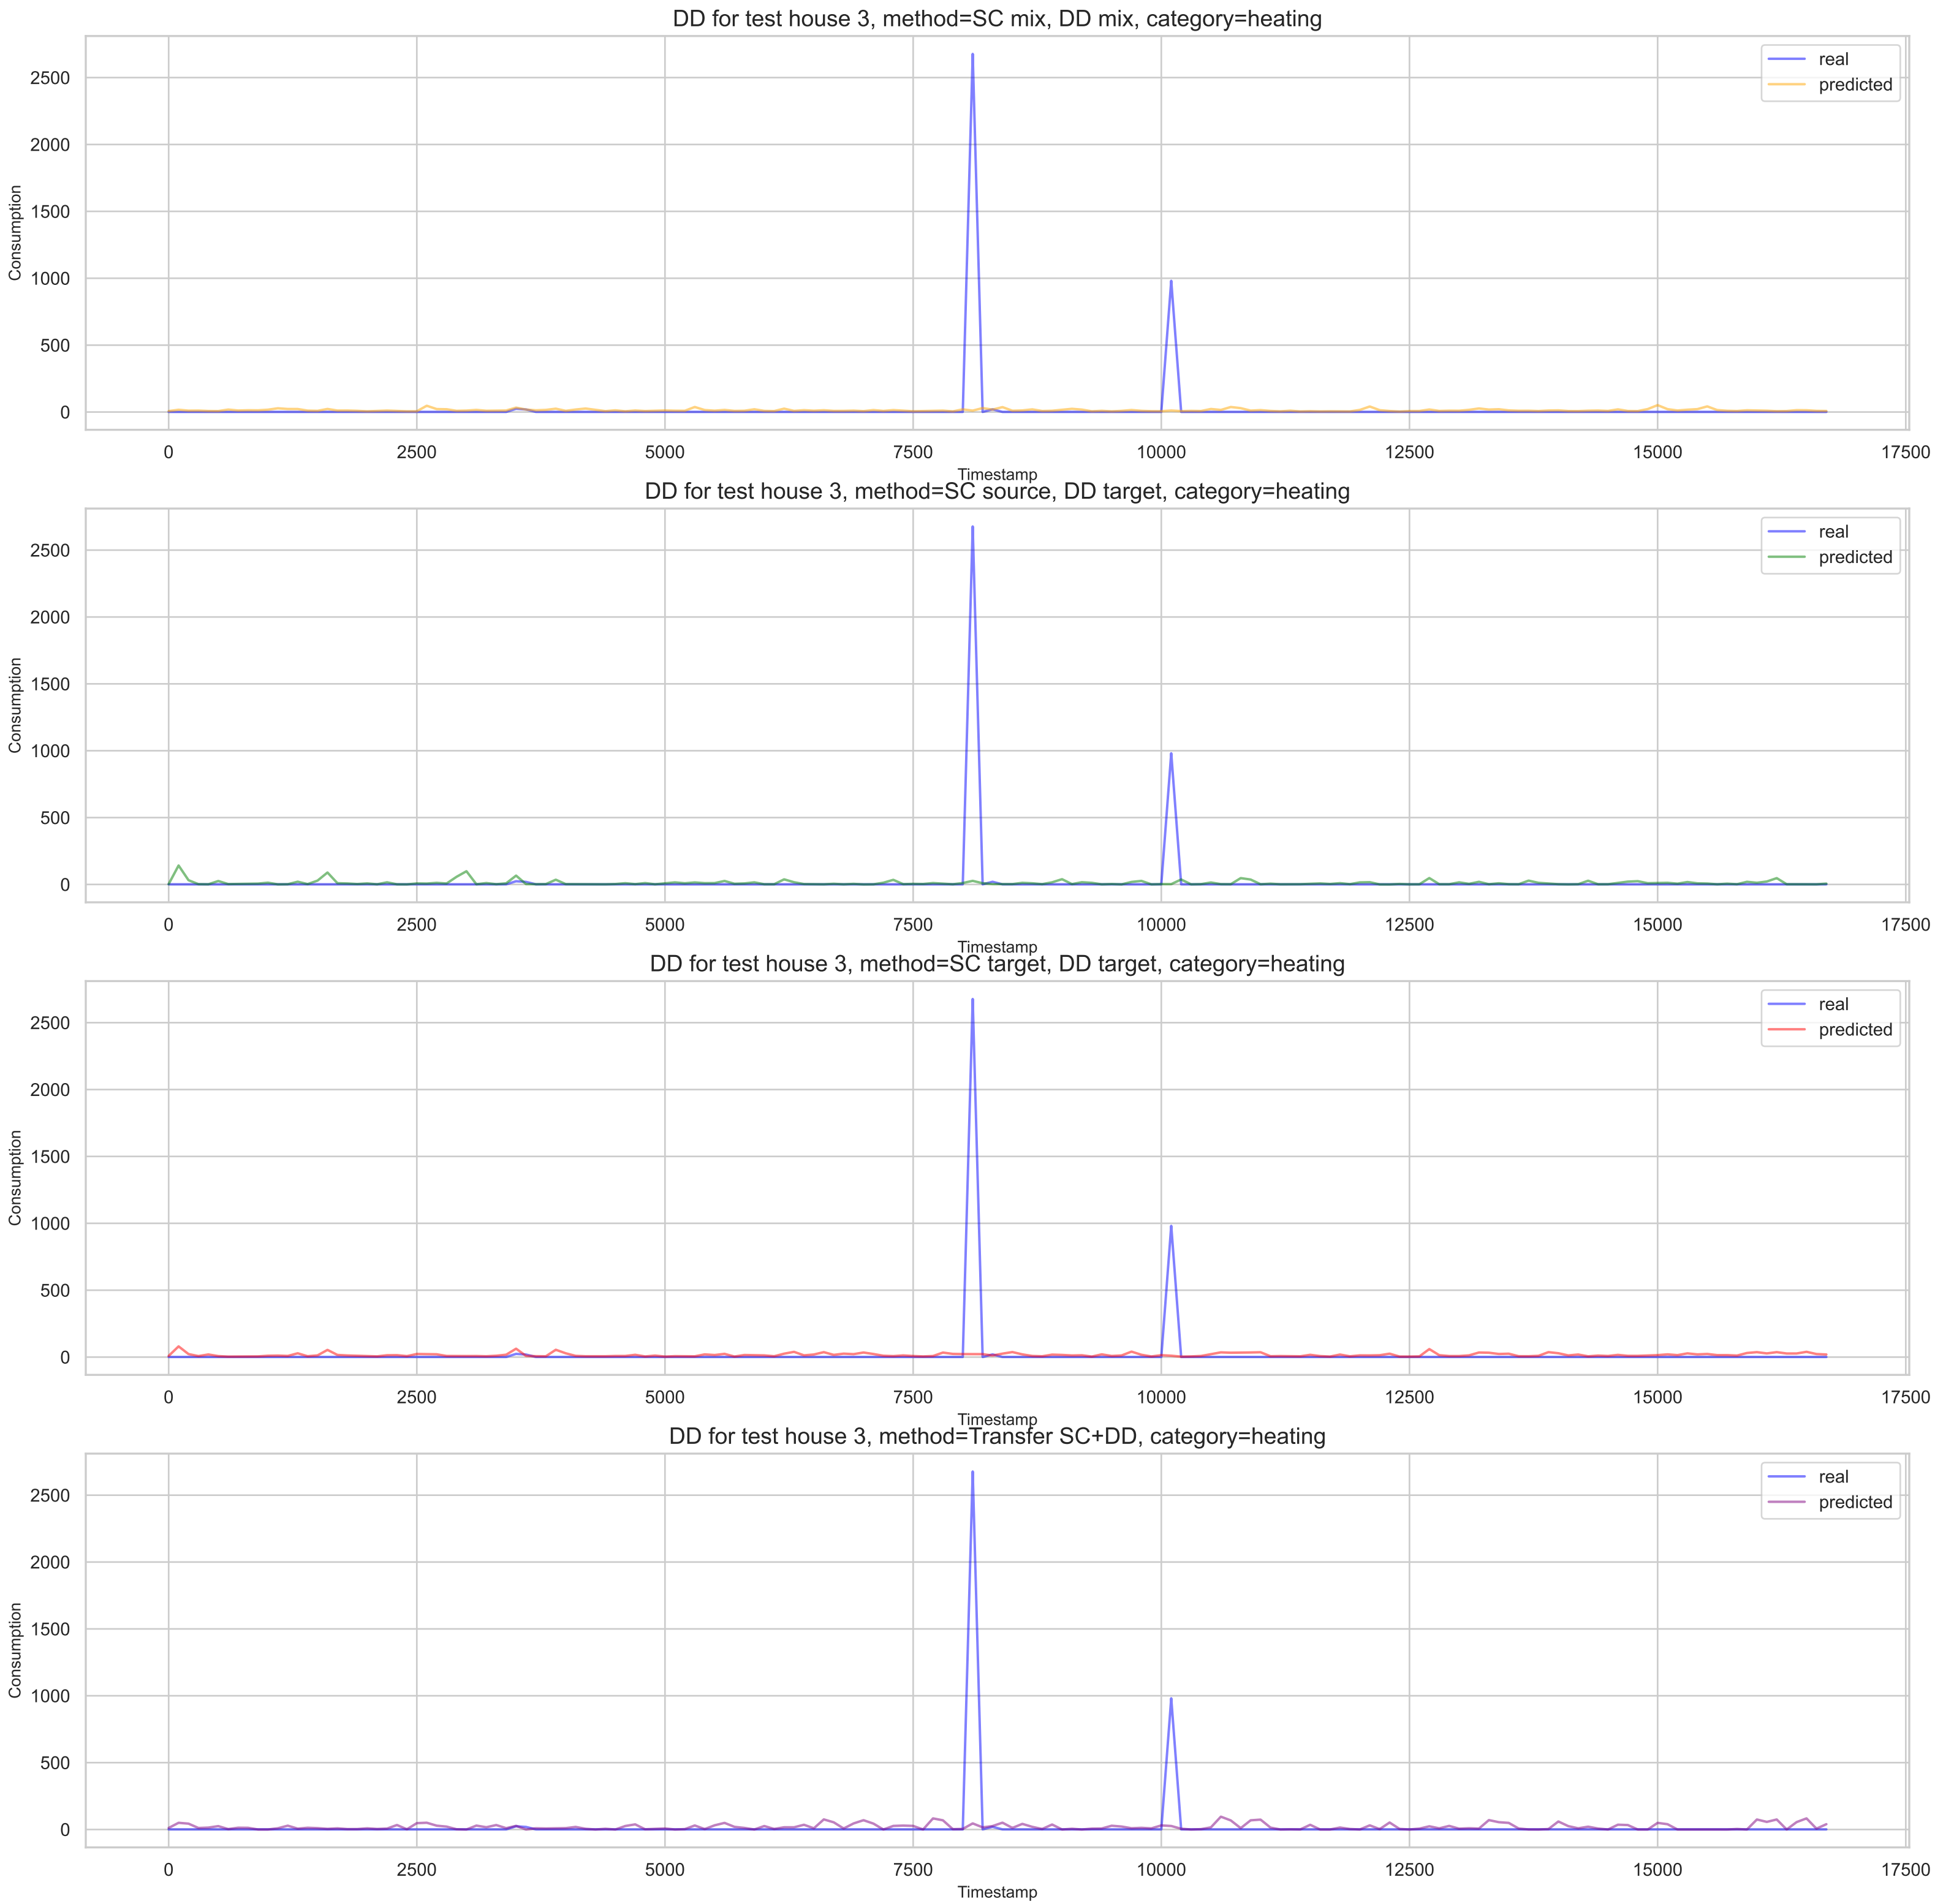 DD for test house 3, method=SC mix, DD mix, category=heating
real
predicted
2500
2000
1500
1000
500
0
Consumption
0 2500 5000 7500 10000 12500 15000 17500
Timestamp
DD for test house 3, method=SC source, DD target, category=heating
real
predicted
2500
2000
1500
1000
500
0
Consumption
0 2500 5000 7500 10000 12500 15000 17500
Timestamp
DD for test house 3, method=SC target, DD target, category=heating
real
predicted
2500
2000
1500
1000
500
0
Consumption
0 2500 5000 7500 10000 12500 15000 17500
Timestamp
DD for test house 3, method=Transfer SC+DD, category=heating
real
predicted
2500
2000
1500
1000
500
0
Consumption
0 2500 5000 7500 10000 12500 15000 17500
Timestamp